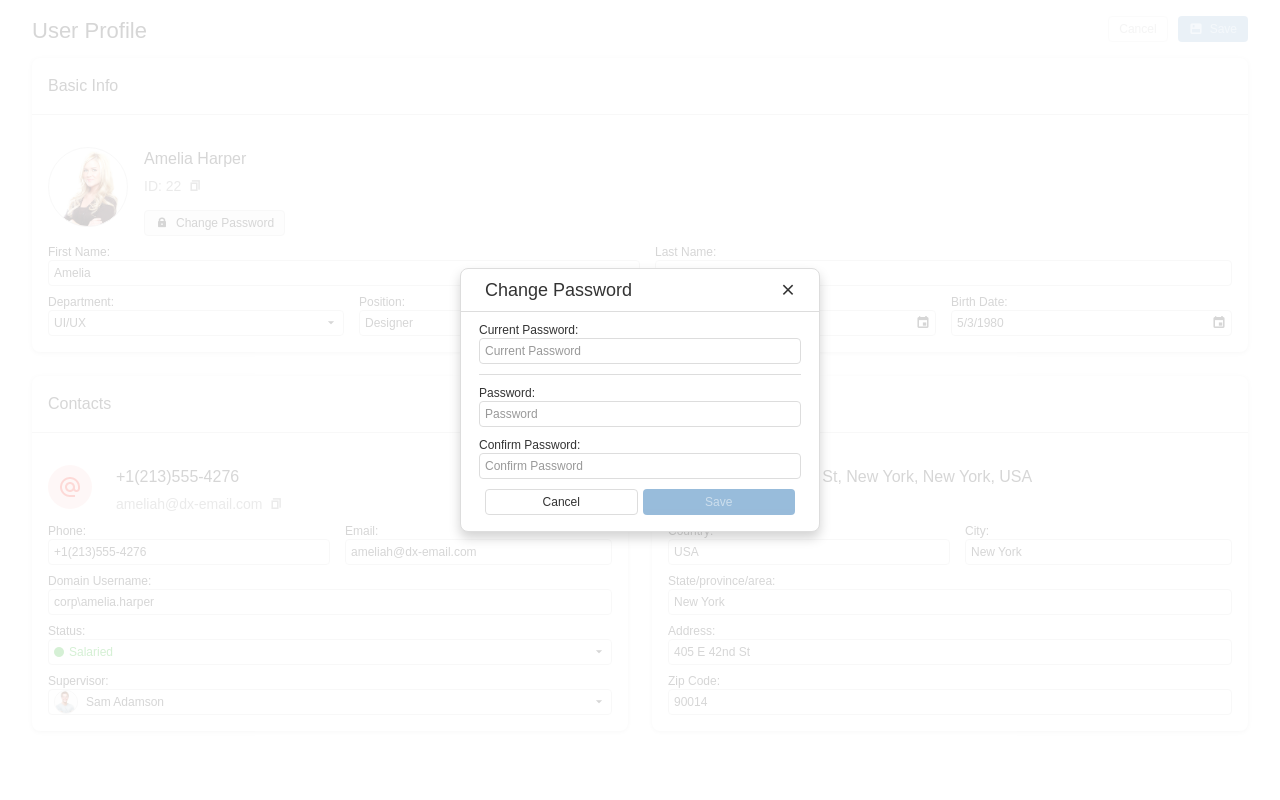 User Profile
Cancel
Save
Basic Info
Amelia Harper
ID: 22
Change Password
First Name:
Last Name:
Amelia
Department:
Position:
Birth Date:
UI/UX
Designer
5/3/1980
Change Password
Current Password:
Current Password
Password:
Password
Confirm Password:
Confirm Password
Cancel
Save
Contacts
+1(213)555-4276
ameliah@dx-email.com
Phone:
Email:
+1(213)555-4276
ameliah@dx-email.com
Domain Username:
corp\amelia.harper
Status:
Salaried
Supervisor:
Sam Adamson
St, New York, New York, USA
Country:
City:
USA
New York
State/province/area:
New York
Address:
405 E 42nd St
Zip Code:
90014